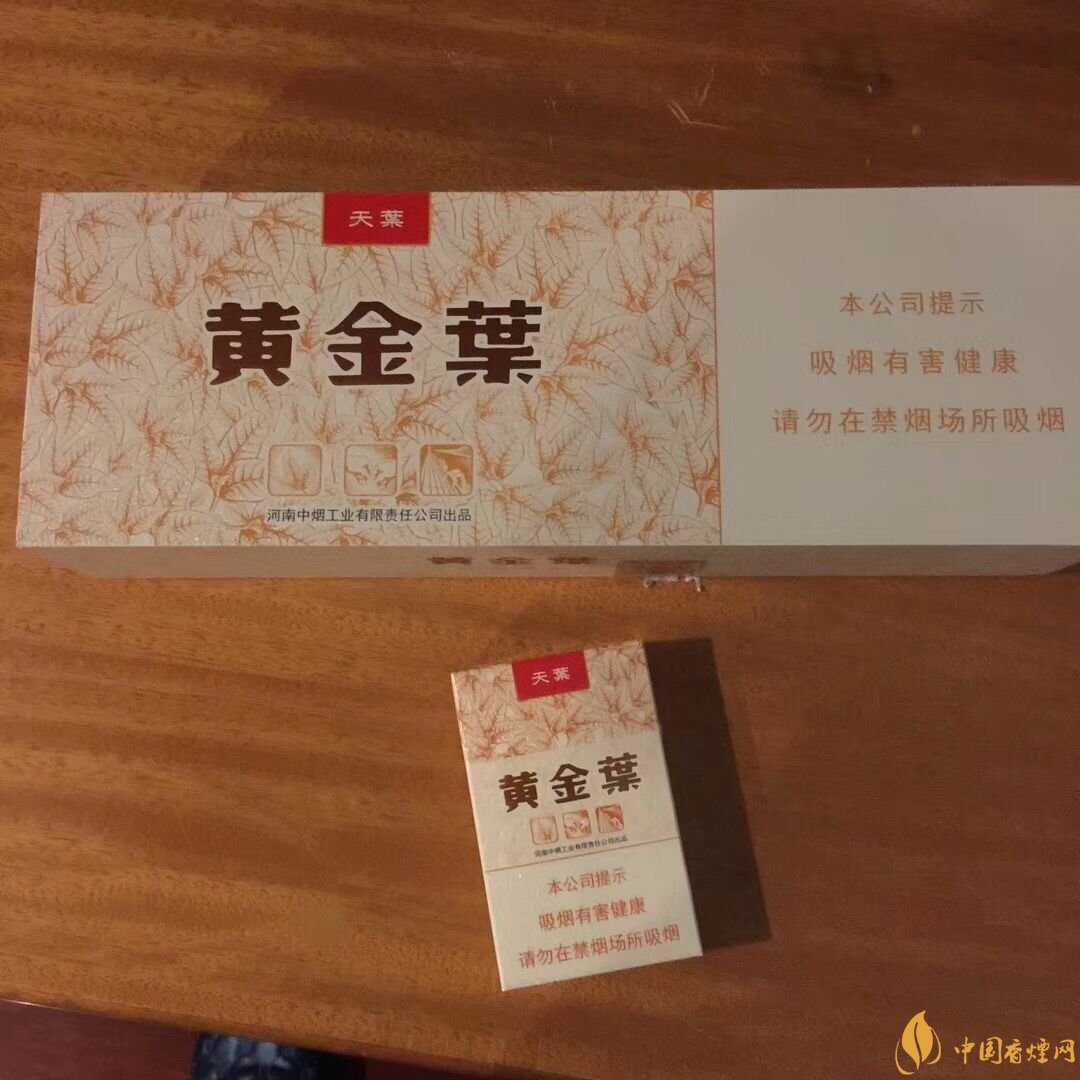 天葉
黄金葉
河南中烟工业有限责任公司出品
本公司提示
吸烟有害健康
请勿在禁烟场所吸烟
黄金葉
天葉
黄金葉
河南中烟工业有限责任公司出品
本公司提示
吸烟有害健康
请勿在禁烟场所吸烟
中国香煙网